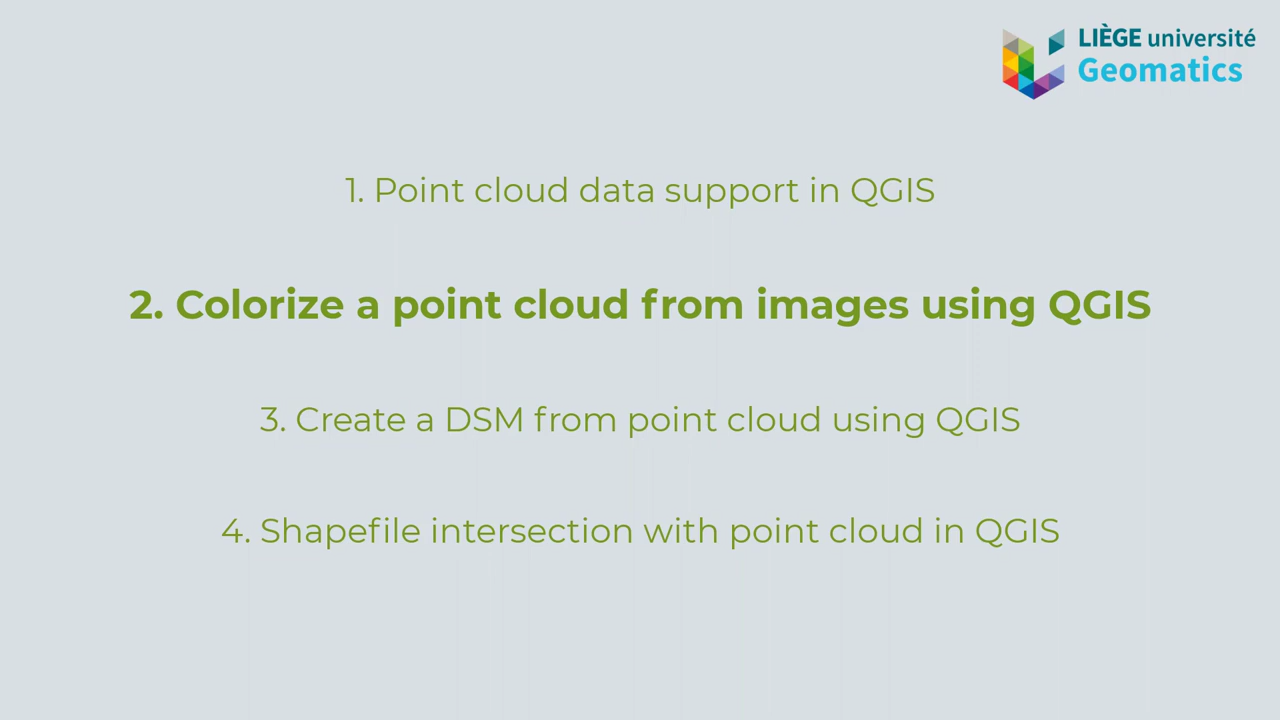 LIÈGE université
Geomatics
1. Point cloud data support in QGIS
2. Colorize a point cloud from images using QGIS
3. Create a DSM from point cloud using QGIS
4. Shapefile intersection with point cloud in QGIS